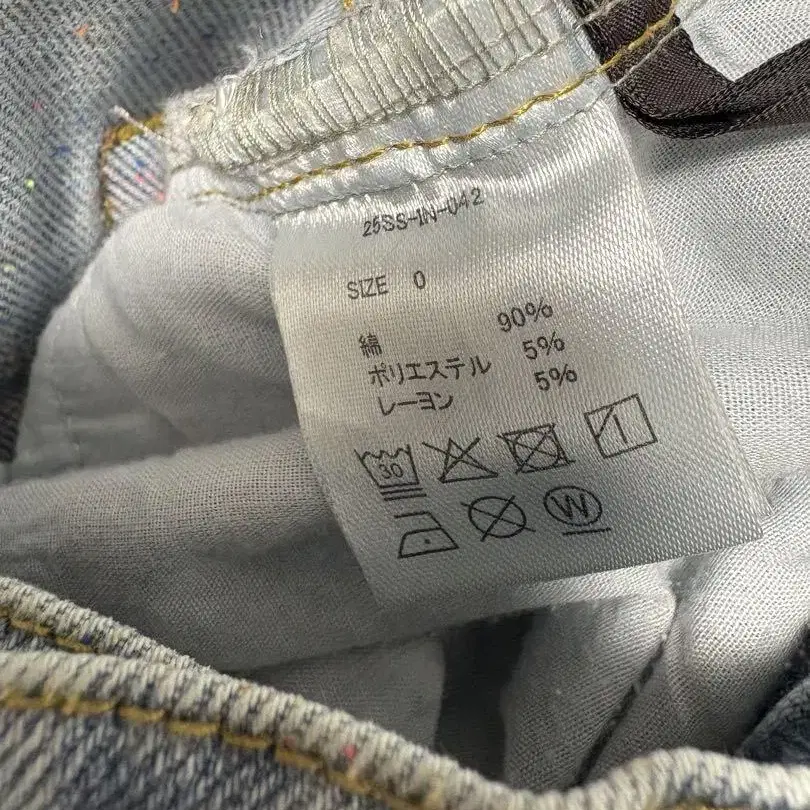 25SS-IN-042
SIZE 0
綿 90%
ポリエステル 5%
レーヨン 5%
30
W